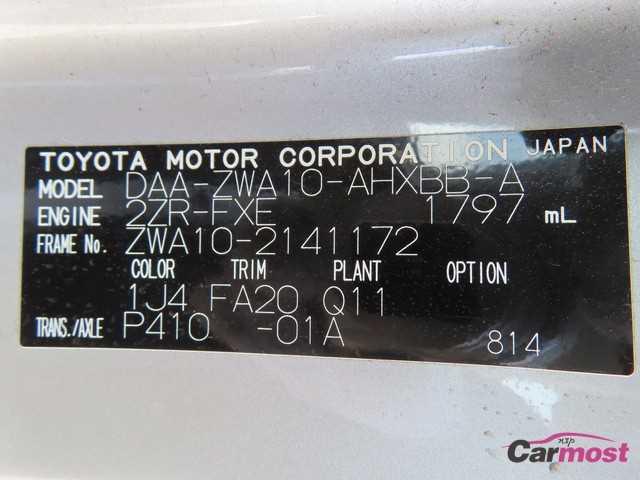 TOYOTA MOTOR CORPORATION JAPAN
MODEL DAA-ZWA10-AHXBB-A
ENGINE 2ZR-FXE 1797 mL
FRAME No. ZWA10-2141172
COLOR TRIM PLANT OPTION
1J4 FA20 Q11
TRANS./AXLE P410 -01A 814
nxp
Carmost